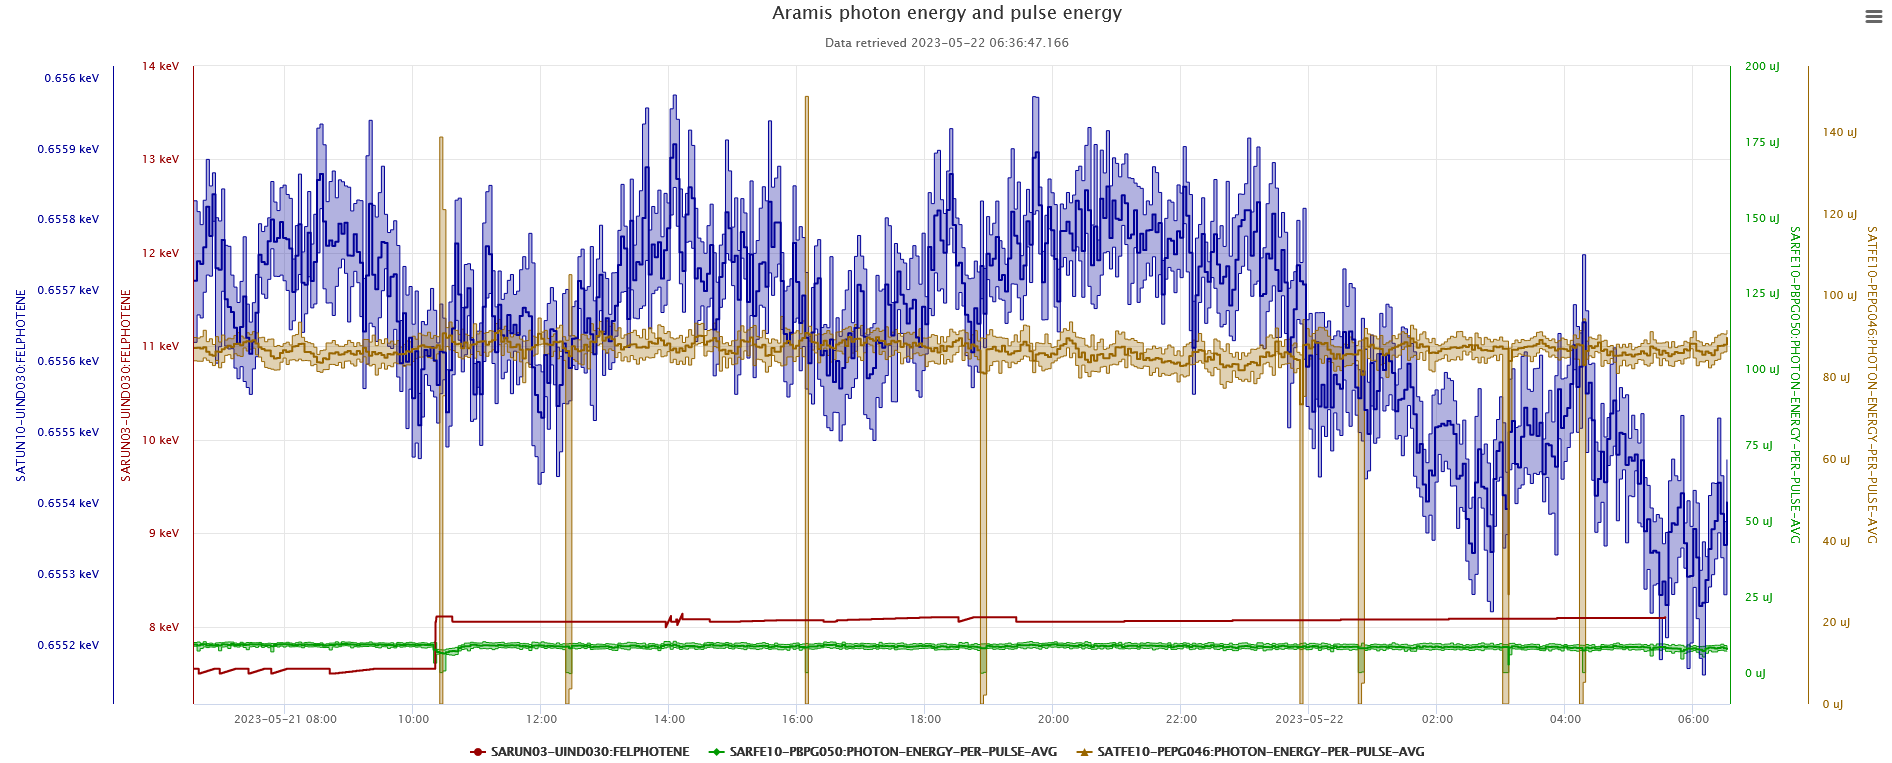 Aramis photon energy and pulse energy
Data retrieved 2023-05-22 06:36:47.166
SATUN10-UIND030:FELPHOTENE
0.656 keV
0.6559 keV
0.6558 keV
0.6557 keV
0.6556 keV
0.6555 keV
0.6554 keV
0.6553 keV
0.6552 keV
SARUN03-UIND030:FELPHOTENE
14 keV
13 keV
12 keV
11 keV
10 keV
9 keV
8 keV
200 uJ
175 uJ
150 uJ
125 uJ
100 uJ
75 uJ
50 uJ
25 uJ
0 uJ
SARFE10-PBPG050:PHOTON-ENERGY-PER-PULSE-AVG
140 uJ
120 uJ
100 uJ
80 uJ
60 uJ
40 uJ
20 uJ
0 uJ
SATFE10-PEPG046:PHOTON-ENERGY-PER-PULSE-AVG
2023-05-21 08:00
10:00
12:00
14:00
16:00
18:00
20:00
22:00
2023-05-22
02:00
04:00
06:00
SARUN03-UIND030:FELPHOTENE
SARFE10-PBPG050:PHOTON-ENERGY-PER-PULSE-AVG
SATFE10-PEPG046:PHOTON-ENERGY-PER-PULSE-AVG